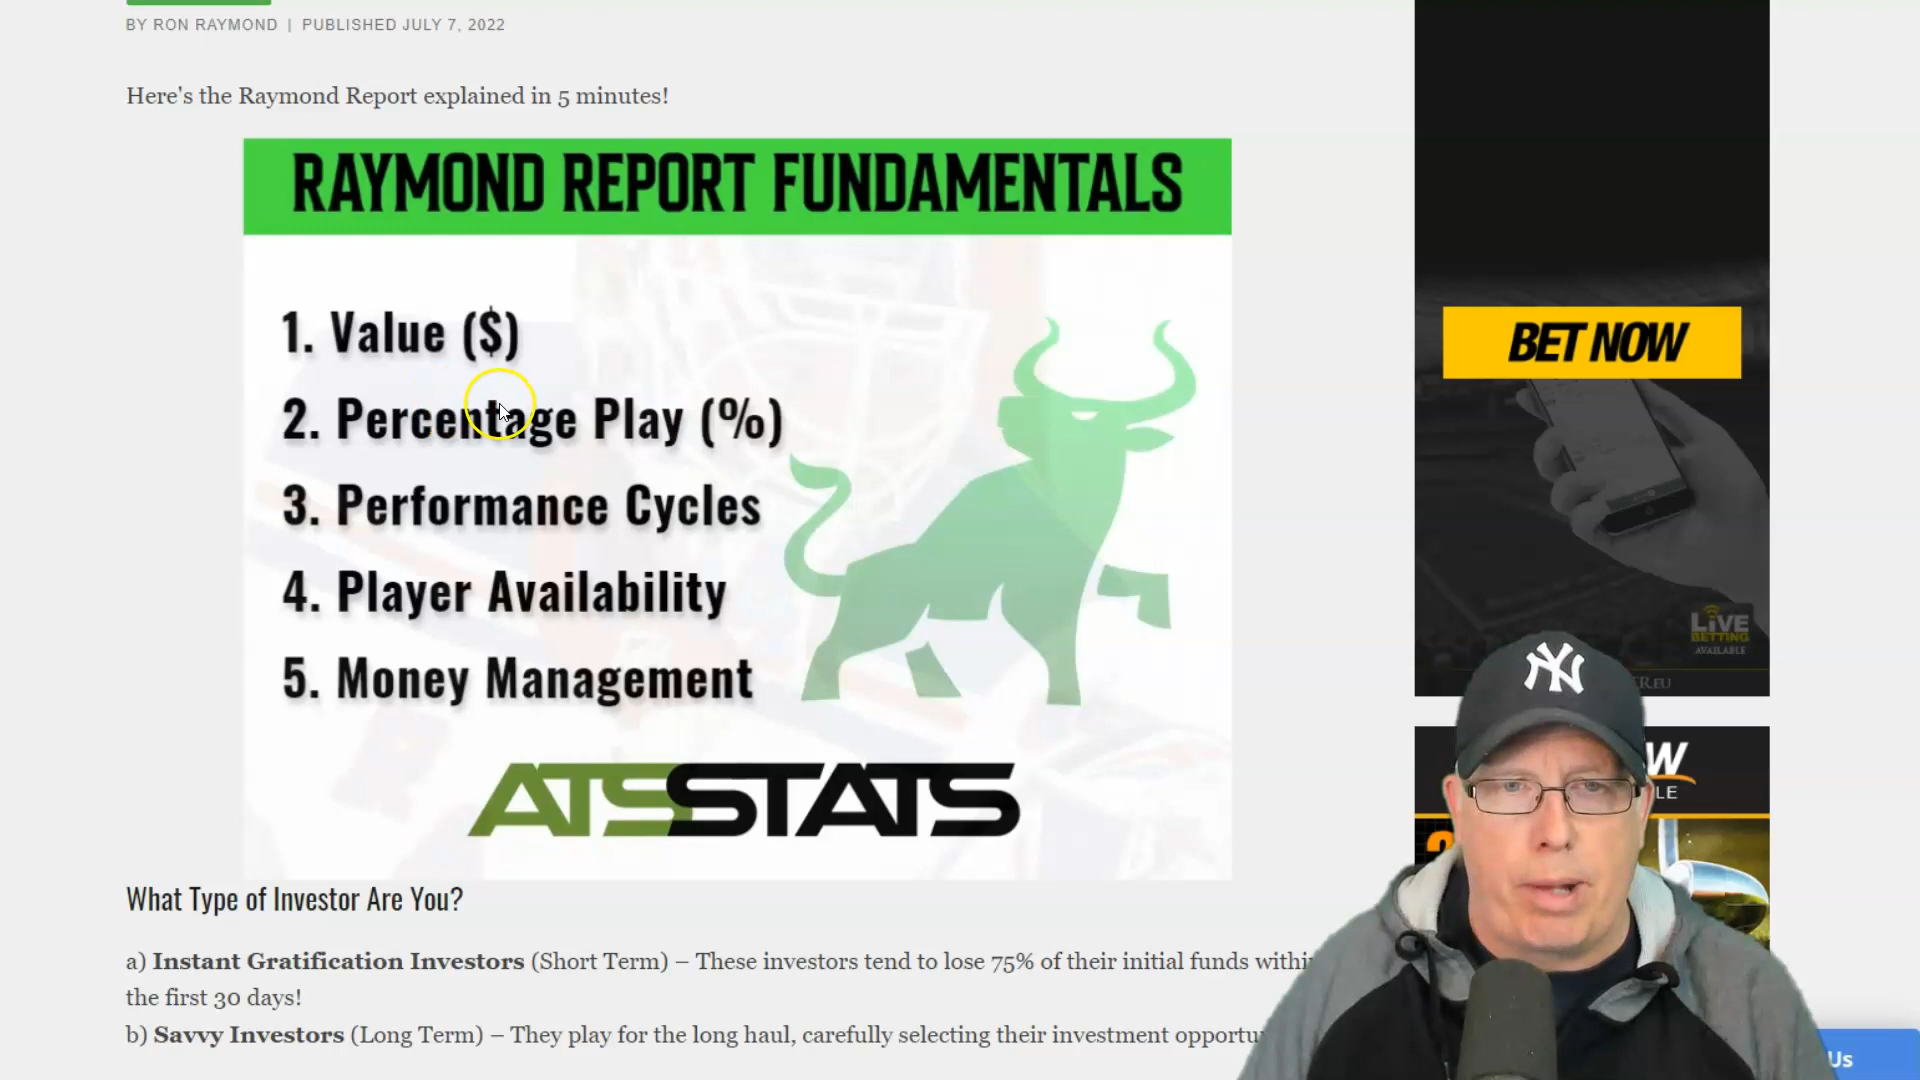 BY RON RAYMOND | PUBLISHED JULY 7, 2022
Here's the Raymond Report explained in 5 minutes!
RAYMOND REPORT FUNDAMENTALS
1. Value ($)
2. Percentage Play (%)
3. Performance Cycles
4. Player Availability
5. Money Management
ATSSTATS
What Type of Investor Are You?
a) Instant Gratification Investors (Short Term) – These investors tend to lose 75% of their initial funds
the first 30 days!
b) Savvy Investors (Long Term) – They play for the long haul, carefully selecting their investment
BET NOW
LiVE
BETTING
AVAILABLE
NY
Us